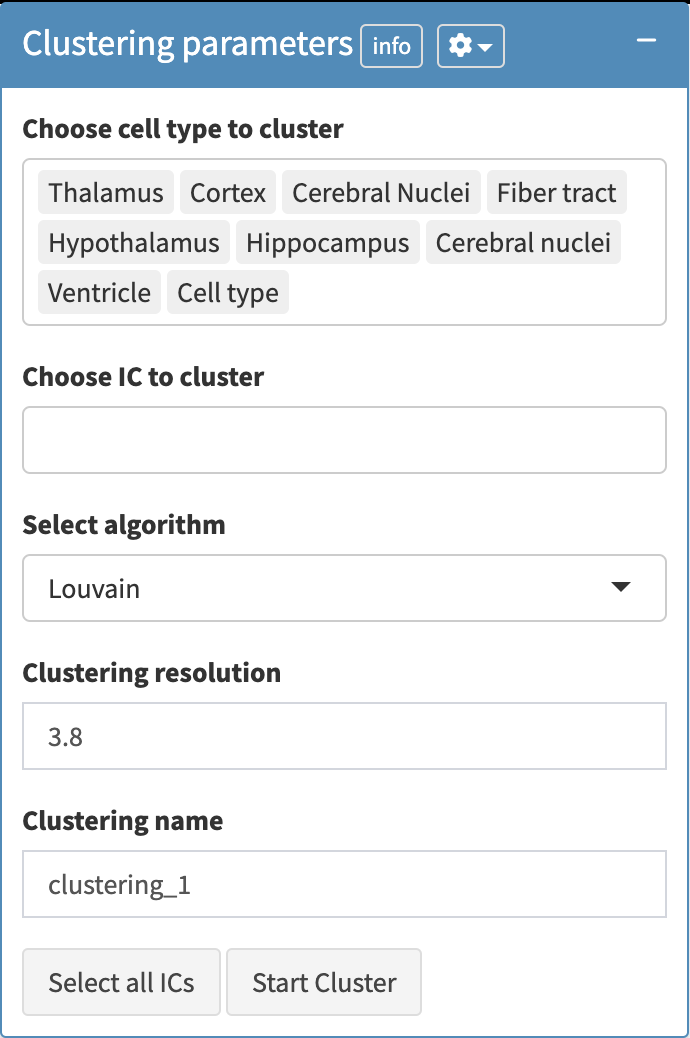 Clustering parameters info
Choose cell type to cluster
Thalamus Cortex Cerebral Nuclei Fiber tract
Hypothalamus Hippocampus Cerebral nuclei
Ventricle Cell type
Choose IC to cluster
Select algorithm
Louvain
Clustering resolution
3.8
Clustering name
clustering_1
Select all ICs Start Cluster